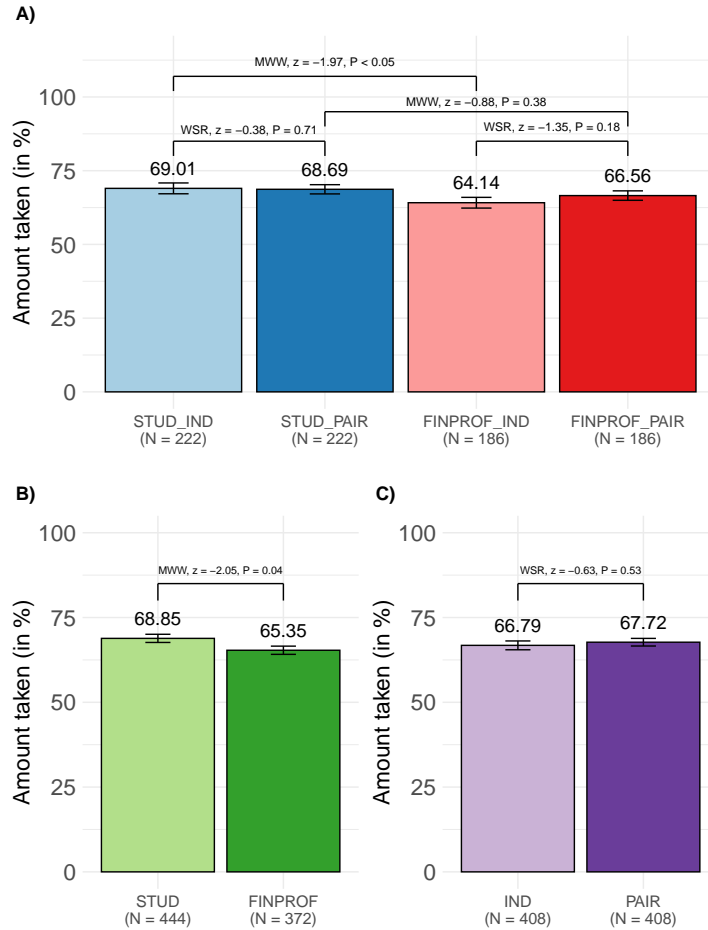 A)
MWW, z = −1.97, P < 0.05
MWW, z = −0.88, P = 0.38
WSR, z = −0.38, P = 0.71
WSR, z = −1.35, P = 0.18
69.01
68.69
64.14
66.56
100
75
50
25
0
Amount taken (in %)
STUD_IND
(N = 222)
STUD_PAIR
(N = 222)
FINPROF_IND
(N = 186)
FINPROF_PAIR
(N = 186)
B)
MWW, z = −2.05, P = 0.04
68.85
65.35
100
75
50
25
0
Amount taken (in %)
STUD
(N = 444)
FINPROF
(N = 372)
C)
WSR, z = −0.63, P = 0.53
66.79
67.72
100
75
50
25
0
Amount taken (in %)
IND
(N = 408)
PAIR
(N = 408)